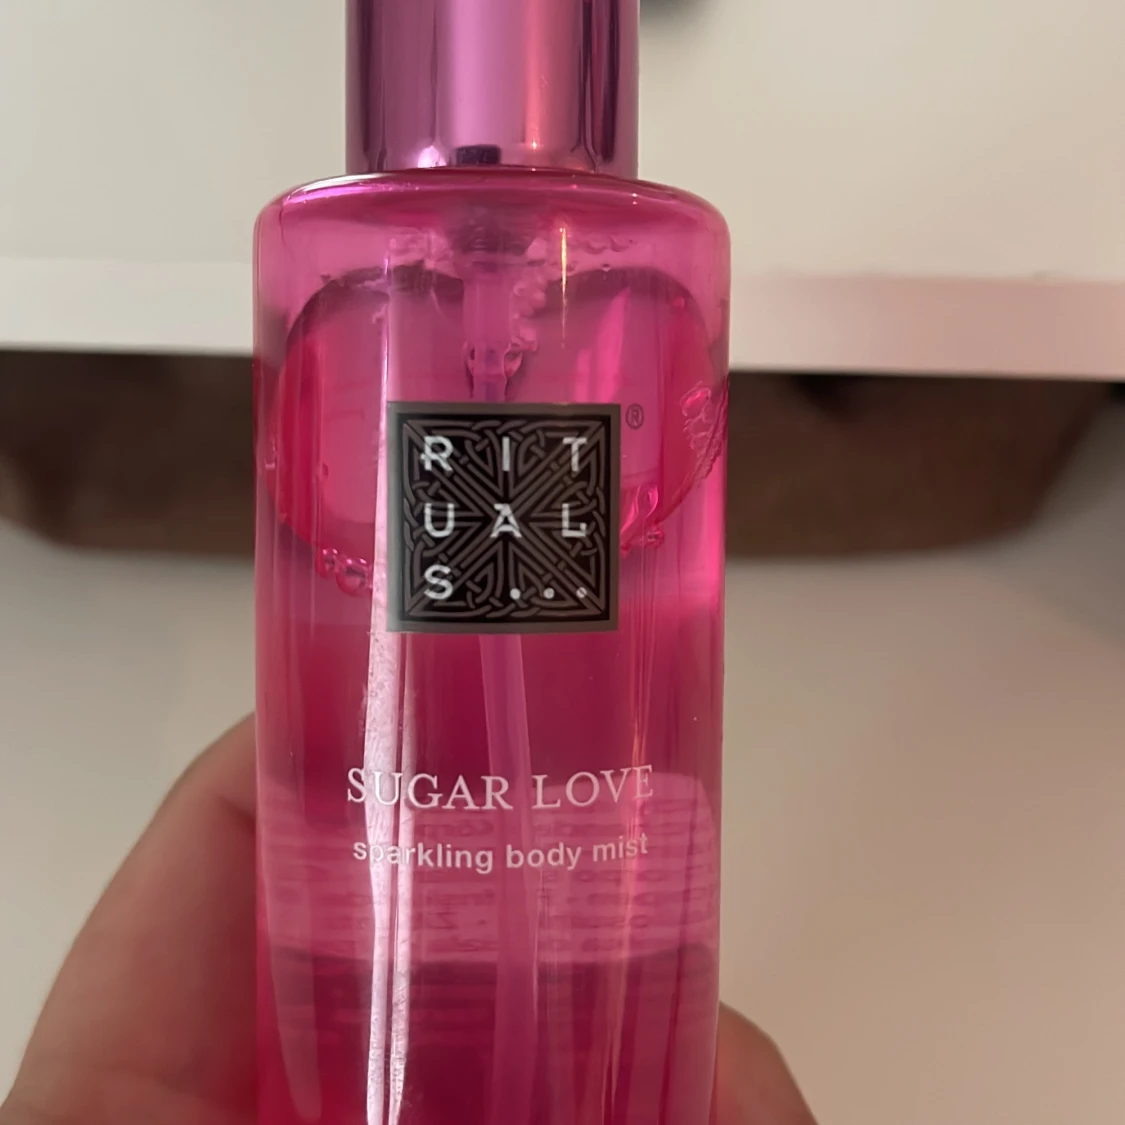 RIT
UAL
S...
®
SUGAR LOVE
sparkling body mist